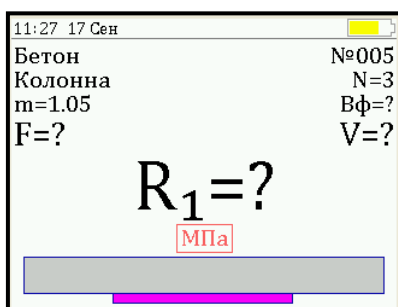 11:27 17 Сен
Бетон №005
Колонна N=3
m=1.05 Вф=?
F=? V=?
R₁=?
МПа